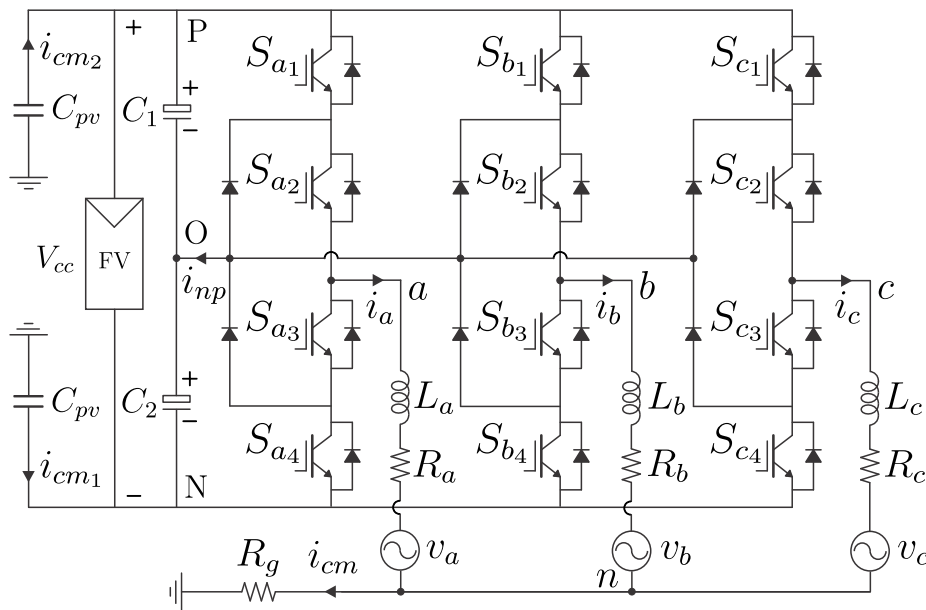 P
+
i_{cm_2}
C_{pv}
C_1
+
−
S_{a_1}
S_{b_1}
S_{c_1}
S_{a_2}
S_{b_2}
S_{c_2}
V_{cc}
FV
O
i_{np}
i_a
a
i_b
b
i_c
c
S_{a_3}
S_{b_3}
S_{c_3}
C_{pv}
C_2
+
−
L_a
L_b
L_c
S_{a_4}
S_{b_4}
S_{c_4}
R_a
R_b
R_c
i_{cm_1}
−
N
v_a
v_b
v_c
R_g
i_{cm}
n